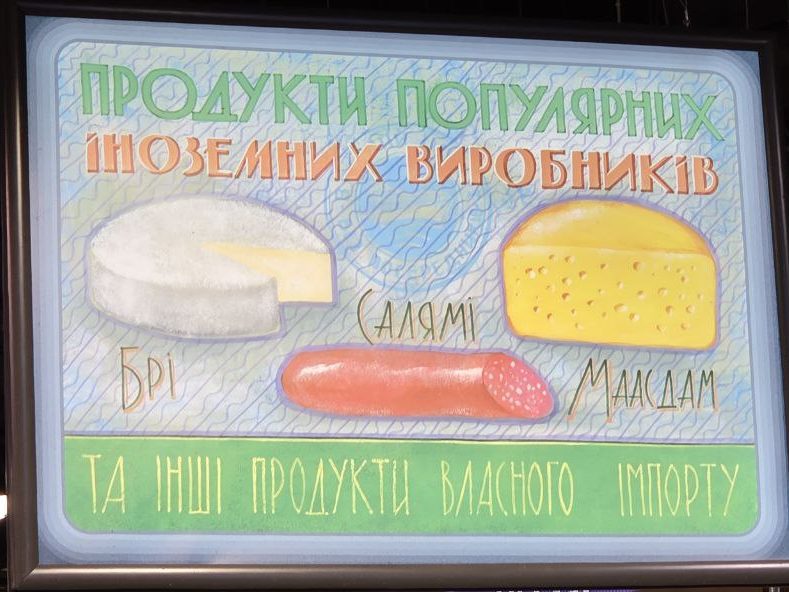 ПРОДУКТИ ПОПУЛЯРНИХ
ІНОЗЕМНИХ ВИРОБНИКІВ
Салямі
Брі
Маасдам
ТА ІНШІ ПРОДУКТИ ВЛАСНОГО ІМПОРТУ